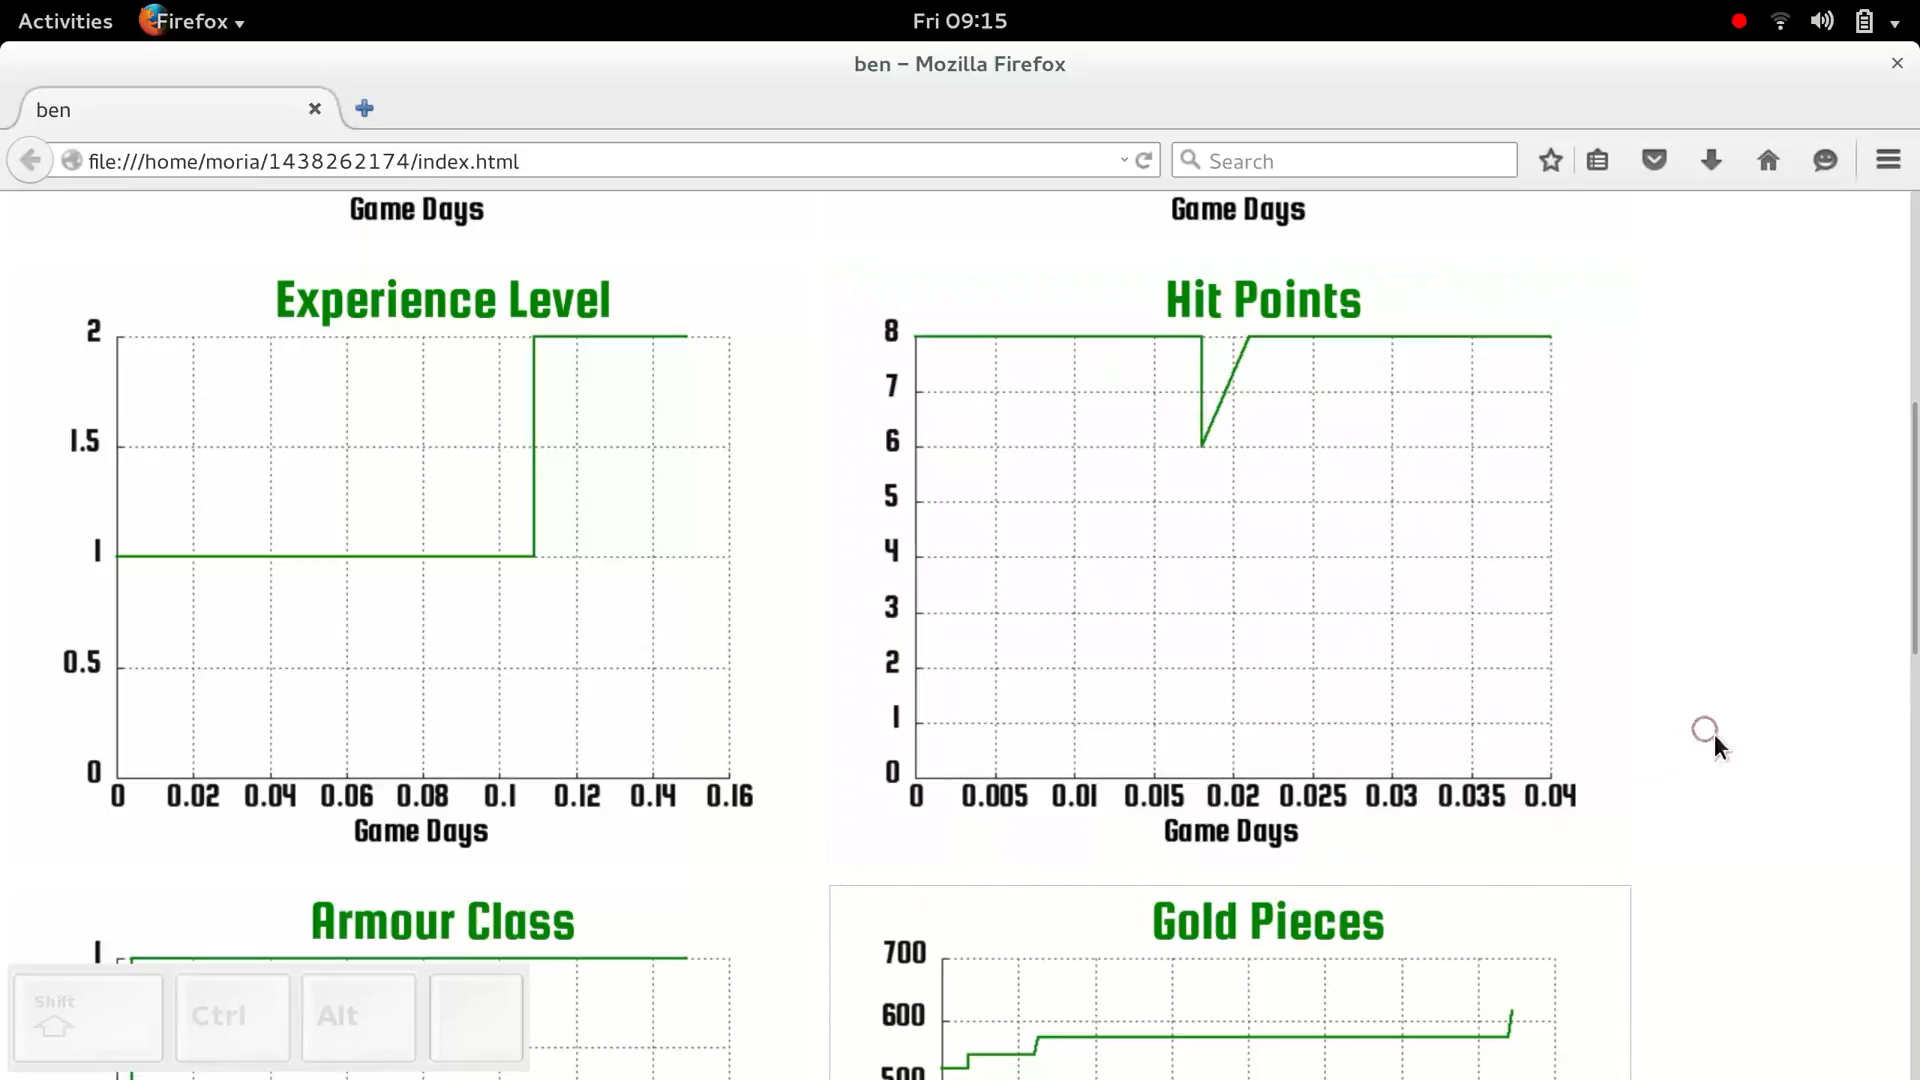 Activities Firefox Fri 09:15
ben – Mozilla Firefox
ben
file:///home/moria/1438262174/index.html Search
Game Days Game Days
Experience Level Hit Points
2
1.5
1
0.5
0
0 0.02 0.04 0.06 0.08 0.1 0.12 0.14 0.16
Game Days
8
7
6
5
4
3
2
1
0
0 0.005 0.01 0.015 0.02 0.025 0.03 0.035 0.04
Game Days
Armour Class
1
Gold Pieces
700
600
500
Shift Ctrl Alt